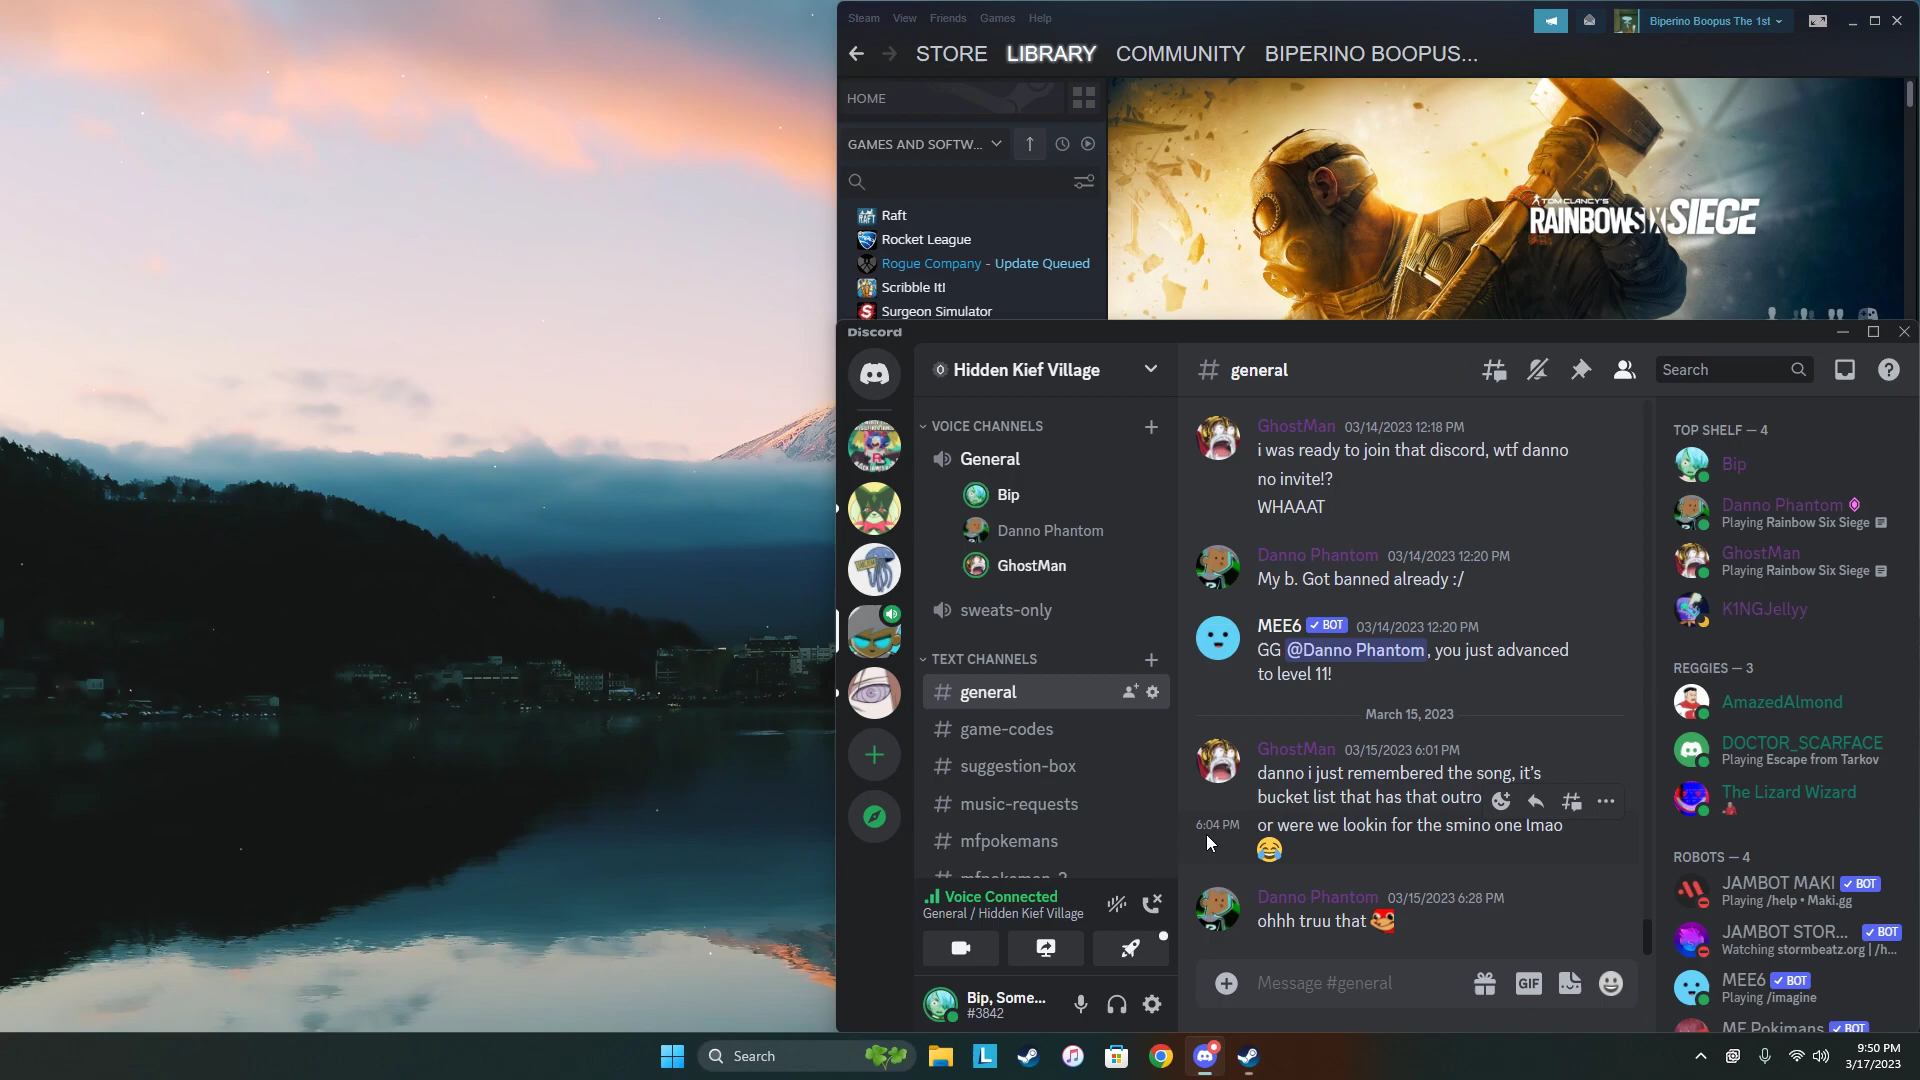 Steam View Friends Games Help
Biperino Boopus The 1st
STORE LIBRARY COMMUNITY BIPERINO BOOPUS...
HOME
GAMES AND SOFTW...
RAFT
Raft
Rocket League
Rogue Company - Update Queued
Scribble It!
Surgeon Simulator
TOM CLANCY'S
RAINBOW SIX SIEGE
Discord
Hidden Kief Village
VOICE CHANNELS
General
Bip
Danno Phantom
GhostMan
sweats-only
TEXT CHANNELS
# general
# game-codes
# suggestion-box
# music-requests
# mfpokemans
Voice Connected
General / Hidden Kief Village
Bip, Some...
#3842
# general
Search
GhostMan 03/14/2023 12:18 PM
i was ready to join that discord, wtf danno
no invite!?
WHAAAT
Danno Phantom 03/14/2023 12:20 PM
My b. Got banned already :/
MEE6 ✓ BOT 03/14/2023 12:20 PM
GG @Danno Phantom, you just advanced
to level 11!
March 15, 2023
GhostMan 03/15/2023 6:01 PM
danno i just remembered the song, it's
bucket list that has that outro
6:04 PM or were we lookin for the smino one lmao
😂
Danno Phantom 03/15/2023 6:28 PM
ohhh truu that
Message #general
GIF
TOP SHELF — 4
Bip
Danno Phantom
Playing Rainbow Six Siege
GhostMan
Playing Rainbow Six Siege
K1NGJellyy
REGGIES — 3
AmazedAlmond
DOCTOR_SCARFACE
Playing Escape from Tarkov
The Lizard Wizard
ROBOTS — 4
JAMBOT MAKI ✓ BOT
Playing /help • Maki.gg
JAMBOT STOR... ✓ BOT
Watching stormbeatz.org | /h...
MEE6 ✓ BOT
Playing /imagine
MF Pokimans ✓ BOT
Search
L
9:50 PM
3/17/2023